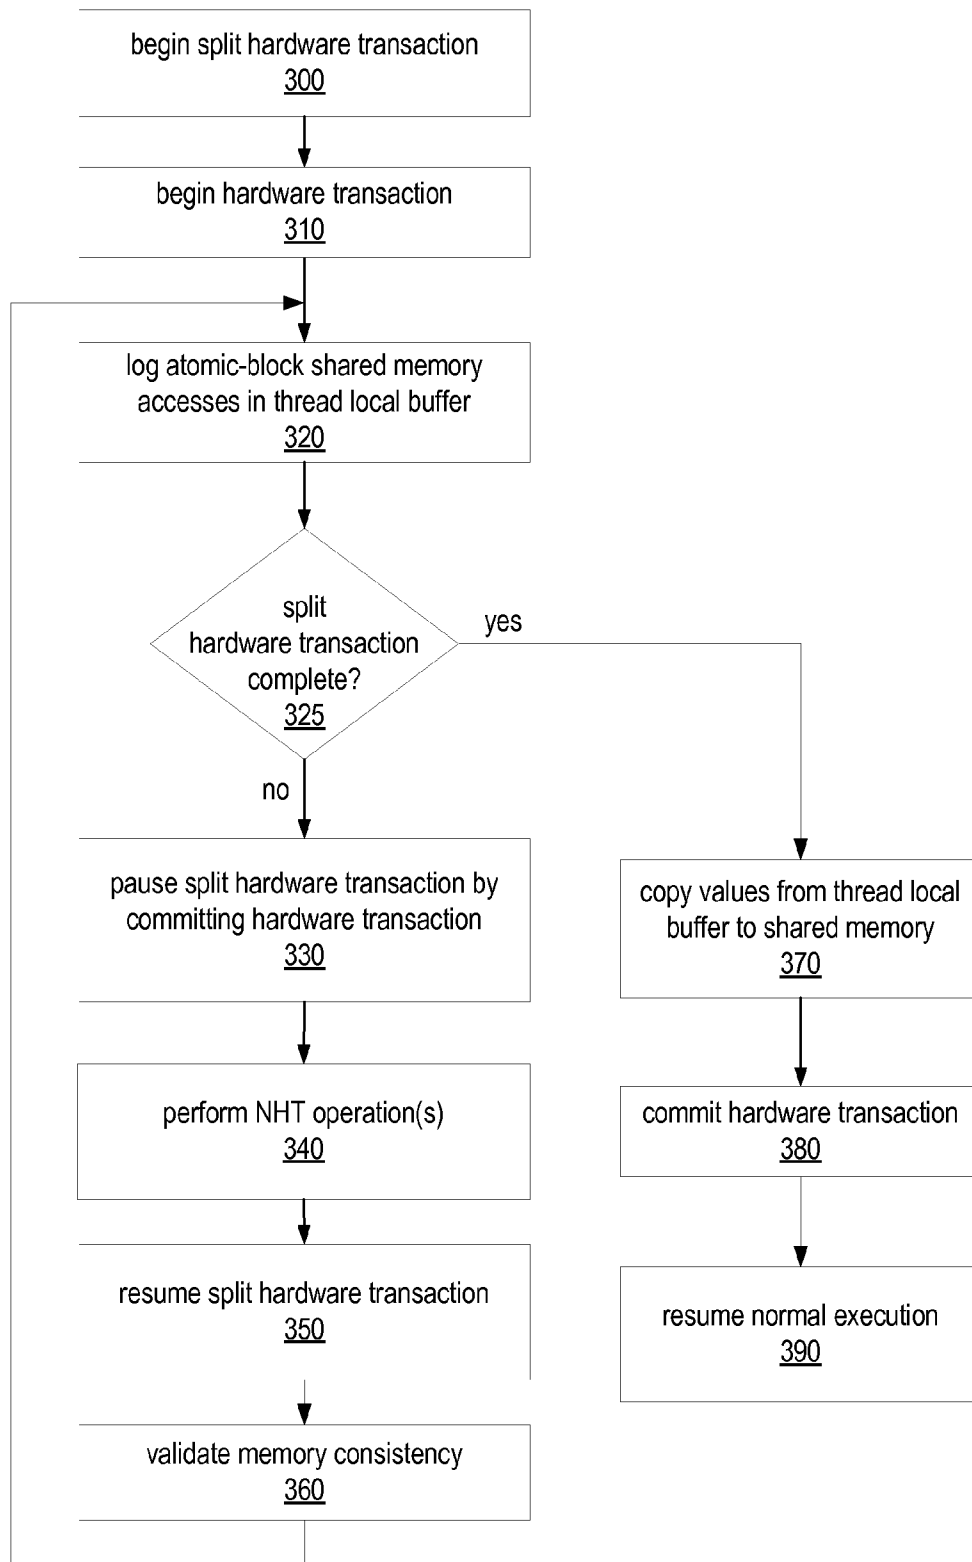 begin split hardware transaction
300
begin hardware transaction
310
log atomic-block shared memory
accesses in thread local buffer
320
split
hardware transaction
complete?
325
yes
no
pause split hardware transaction by
committing hardware transaction
330
copy values from thread local
buffer to shared memory
370
perform NHT operation(s)
340
commit hardware transaction
380
resume split hardware transaction
350
resume normal execution
390
validate memory consistency
360